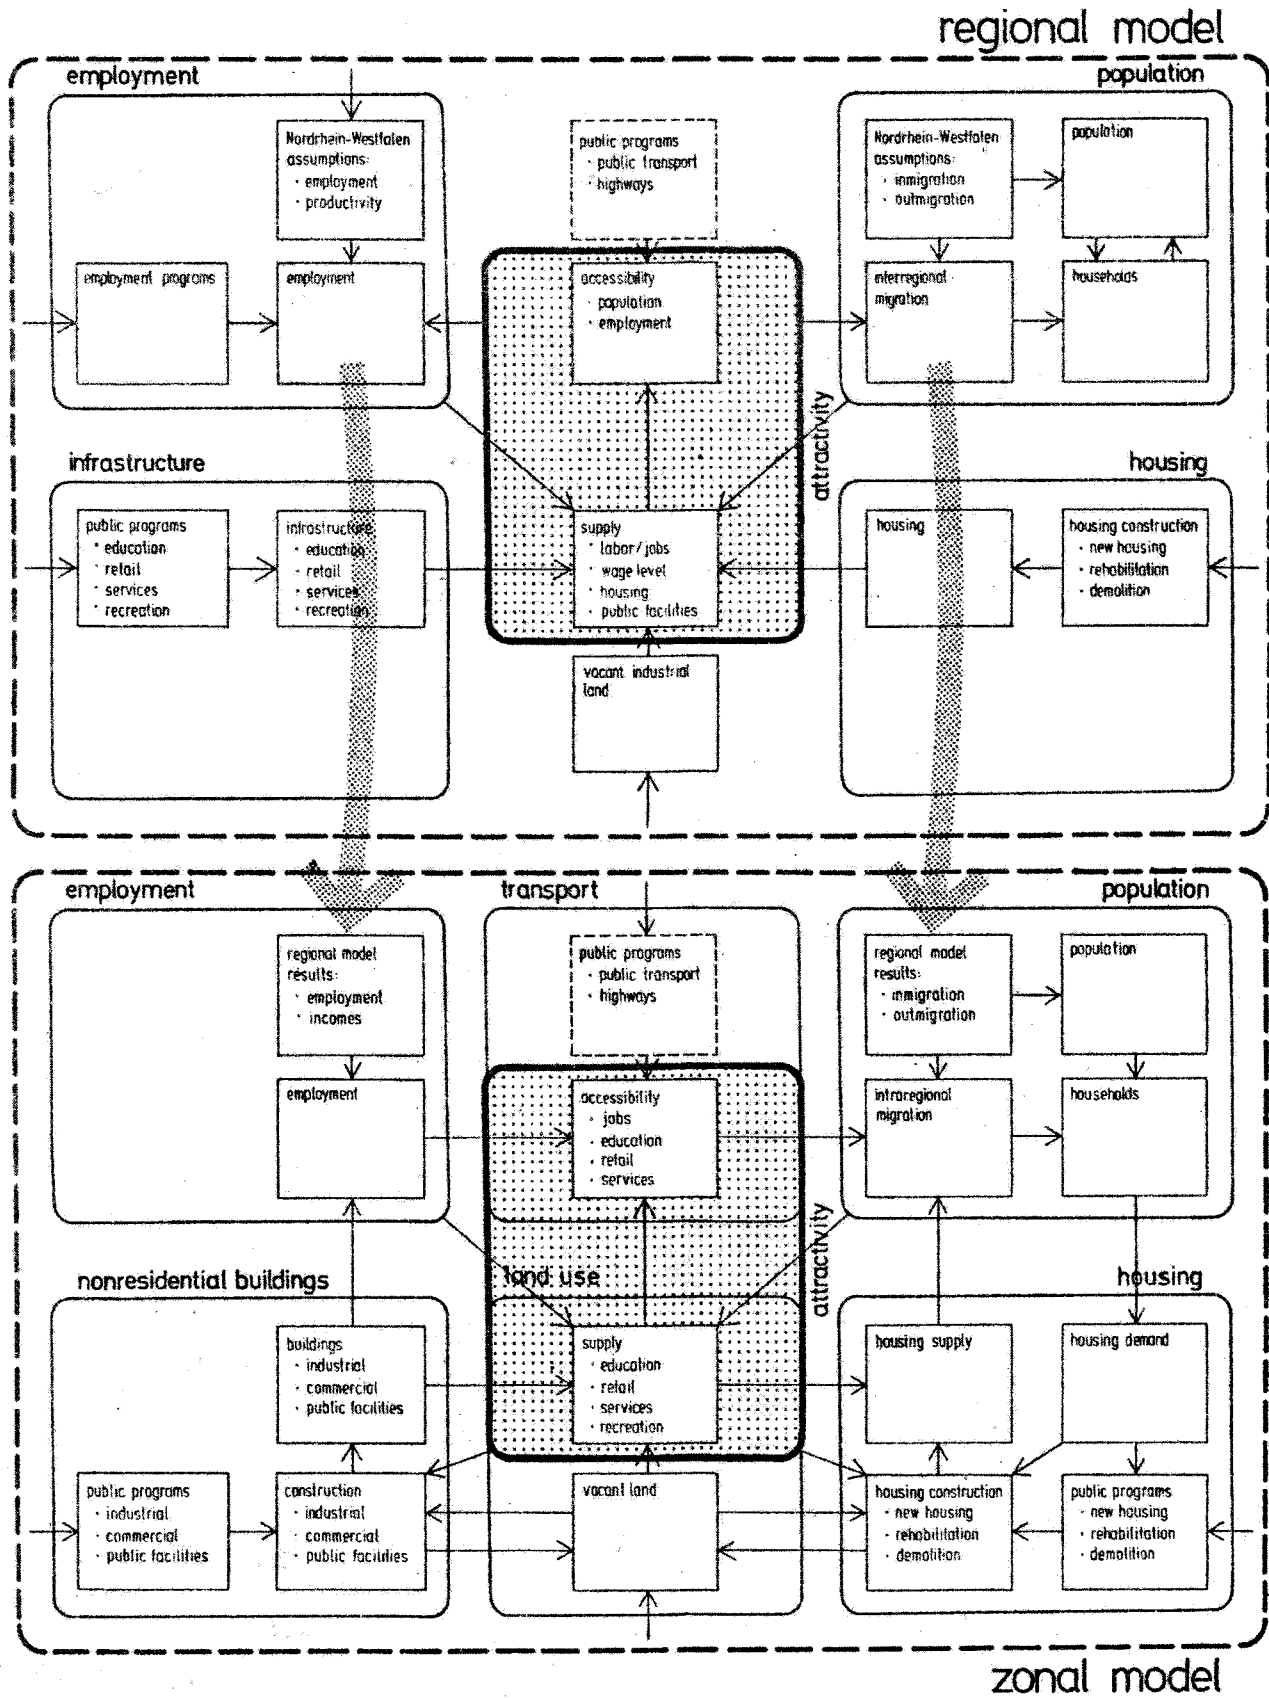 regional model
employment
population
Nordrhein-Westfalen
assumptions:
· employment
· productivity
public programs
· public transport
· highways
Nordrhein-Westfalen
assumptions:
· inmigration
· outmigration
population
employment programs
employment
accessibility
· population
· employment
interregional
migration
households
attractivity
infrastructure
housing
public programs
· education
· retail
· services
· recreation
infrastructure
· education
· retail
· services
· recreation
supply
· labor/jobs
· wage level
· housing
· public facilities
housing
housing construction
· new housing
· rehabilitation
· demolition
vacant industrial
land
employment
transport
population
regional model
results:
· employment
· incomes
public programs
· public transport
· highways
regional model
results:
· inmigration
· outmigration
population
employment
accessibility
· jobs
· education
· retail
· services
intraregional
migration
households
attractivity
nonresidential buildings
land use
housing
buildings
· industrial
· commercial
· public facilities
supply
· education
· retail
· services
· recreation
housing supply
housing demand
public programs
· industrial
· commercial
· public facilities
construction
· industrial
· commercial
· public facilities
vacant land
housing construction
· new housing
· rehabilitation
· demolition
public programs
· new housing
· rehabilitation
· demolition
zonal model